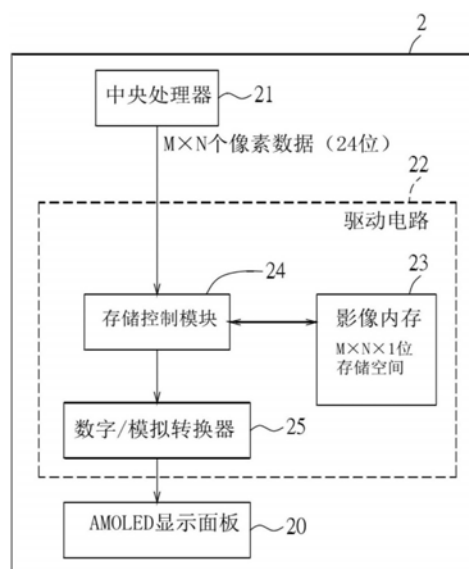 2
中央处理器
21
M×N个像素数据（24位）
22
驱动电路
24
23
存储控制模块
影像内存
M×N×1位
存储空间
数字/模拟转换器
25
AMOLED显示面板
20